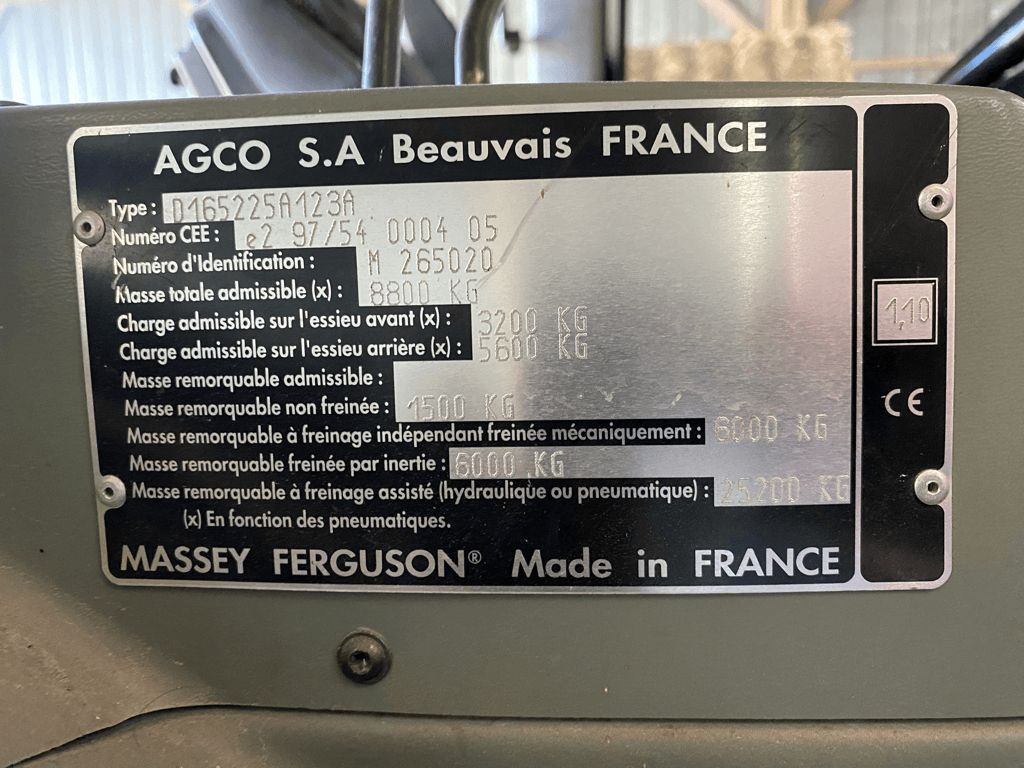 AGCO S.A Beauvais FRANCE
Type : D165225A123A
Numéro CEE : e2 97/54 0004 05
Numéro d'Identification : M 265020
Masse totale admissible (x) : 8800 KG
Charge admissible sur l'essieu avant (x) : 3200 KG
Charge admissible sur l'essieu arrière (x) : 5600 KG
Masse remorquable admissible :
Masse remorquable non freinée : 1500 KG
Masse remorquable à freinage indépendant freinée mécaniquement : 6000 KG
Masse remorquable freinée par inertie : 6000 KG
Masse remorquable à freinage assisté (hydraulique ou pneumatique) : 25200 KG
(x) En fonction des pneumatiques.
MASSEY FERGUSON® Made in FRANCE
1,10
CE